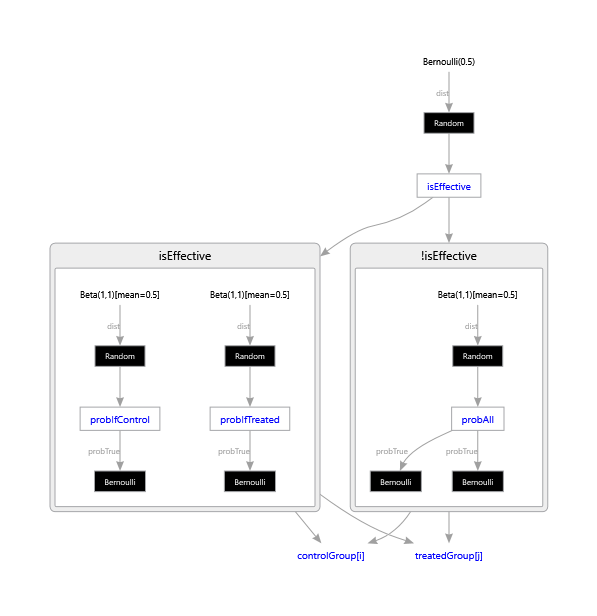 Bernoulli(0.5)
dist
Random
isEffective
isEffective
!isEffective
Beta(1,1)[mean=0.5]
Beta(1,1)[mean=0.5]
Beta(1,1)[mean=0.5]
dist
dist
dist
Random
Random
Random
probIfControl
probIfTreated
probAll
probTrue
probTrue
probTrue
probTrue
Bernoulli
Bernoulli
Bernoulli
Bernoulli
controlGroup[i]
treatedGroup[j]